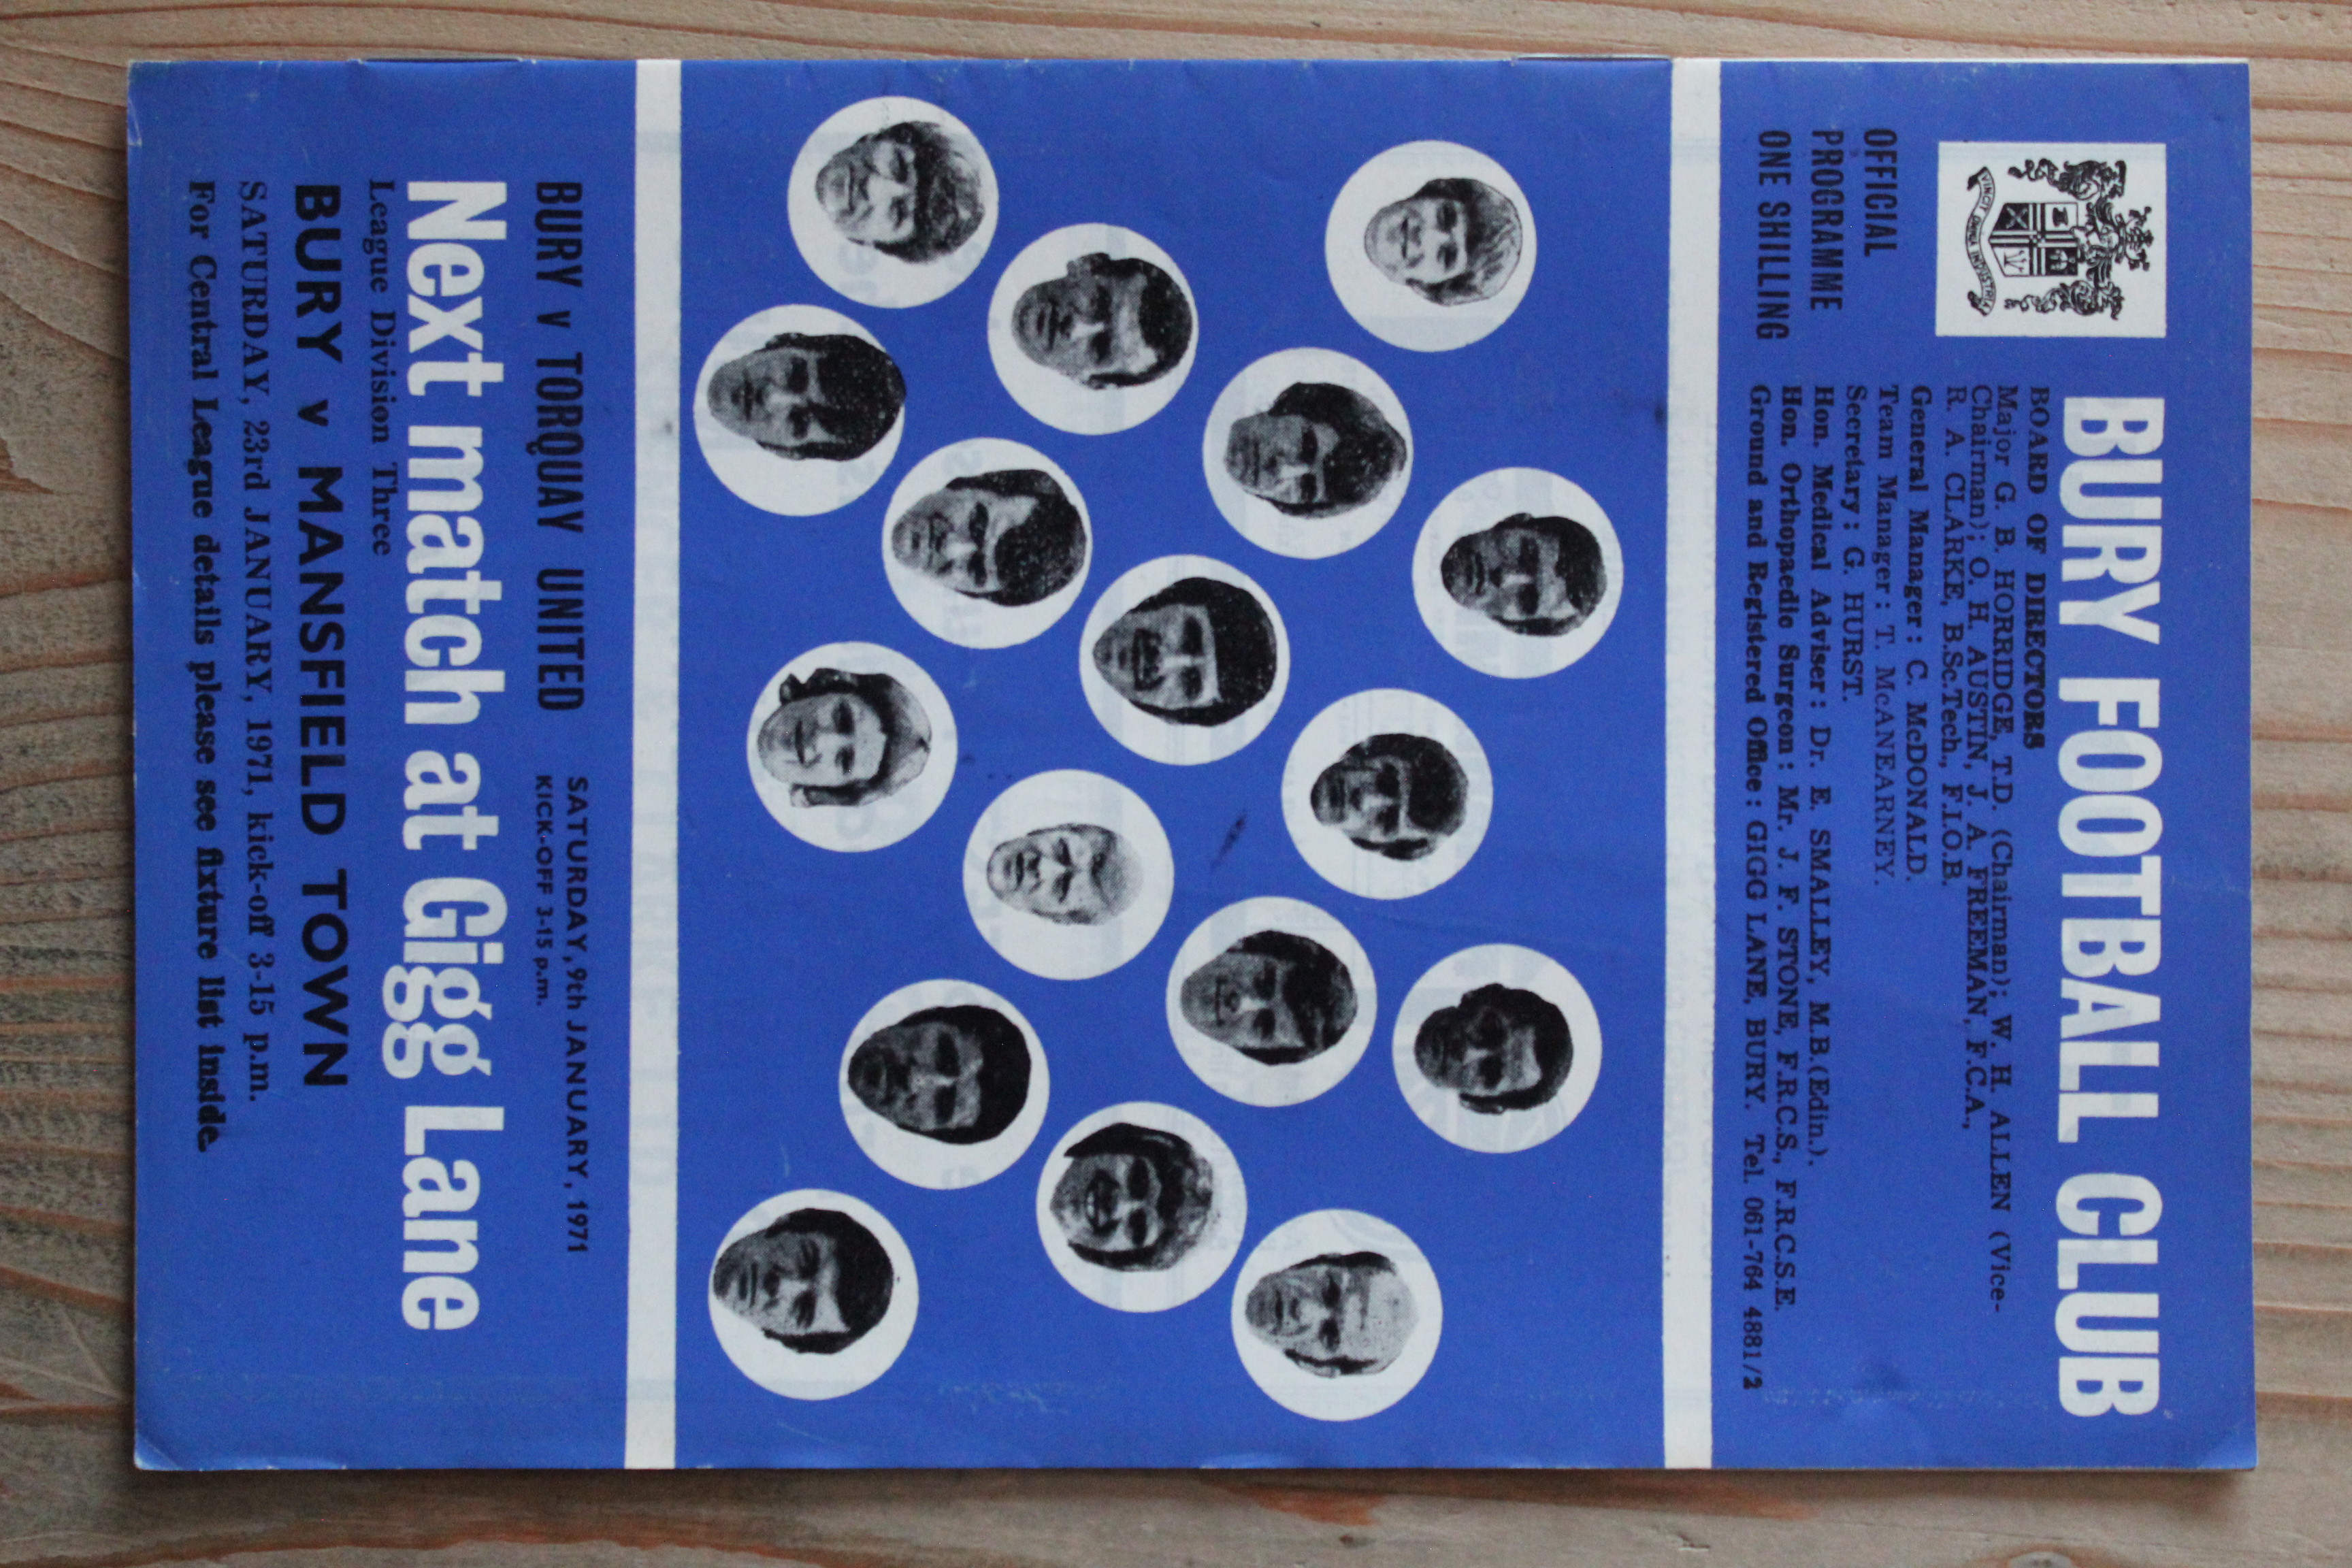 BURY FOOTBALL CLUB
VINCIT OMNIA INDUSTRIA
OFFICIAL
PROGRAMME
ONE SHILLING
BOARD OF DIRECTORS
Major G. B. HORRIDGE, T.D. (Chairman); W. H. ALLEN (Vice-
Chairman); O. H. AUSTIN, J. A. FREEMAN, F.C.A.,
R. A. CLARKE, B.Sc.Tech., F.I.O.B.
General Manager: C. McDONALD.
Team Manager: T. McANEARNEY.
Secretary: G. HURST.
Hon. Medical Adviser: Dr. E. SMALLEY, M.B.(Edin.).
Hon. Orthopaedic Surgeon: Mr. J. F. STONE, F.R.C.S., F.R.C.S.E.
Ground and Registered Office: GIGG LANE, BURY. Tel. 061-764 4881/2
BURY v TORQUAY UNITED
SATURDAY, 9th JANUARY, 1971
KICK-OFF 3-15 p.m.
Next match at Gigg Lane
League Division Three
BURY v MANSFIELD TOWN
SATURDAY, 23rd JANUARY, 1971, kick-off 3-15 p.m.
For Central League details please see fixture list inside.